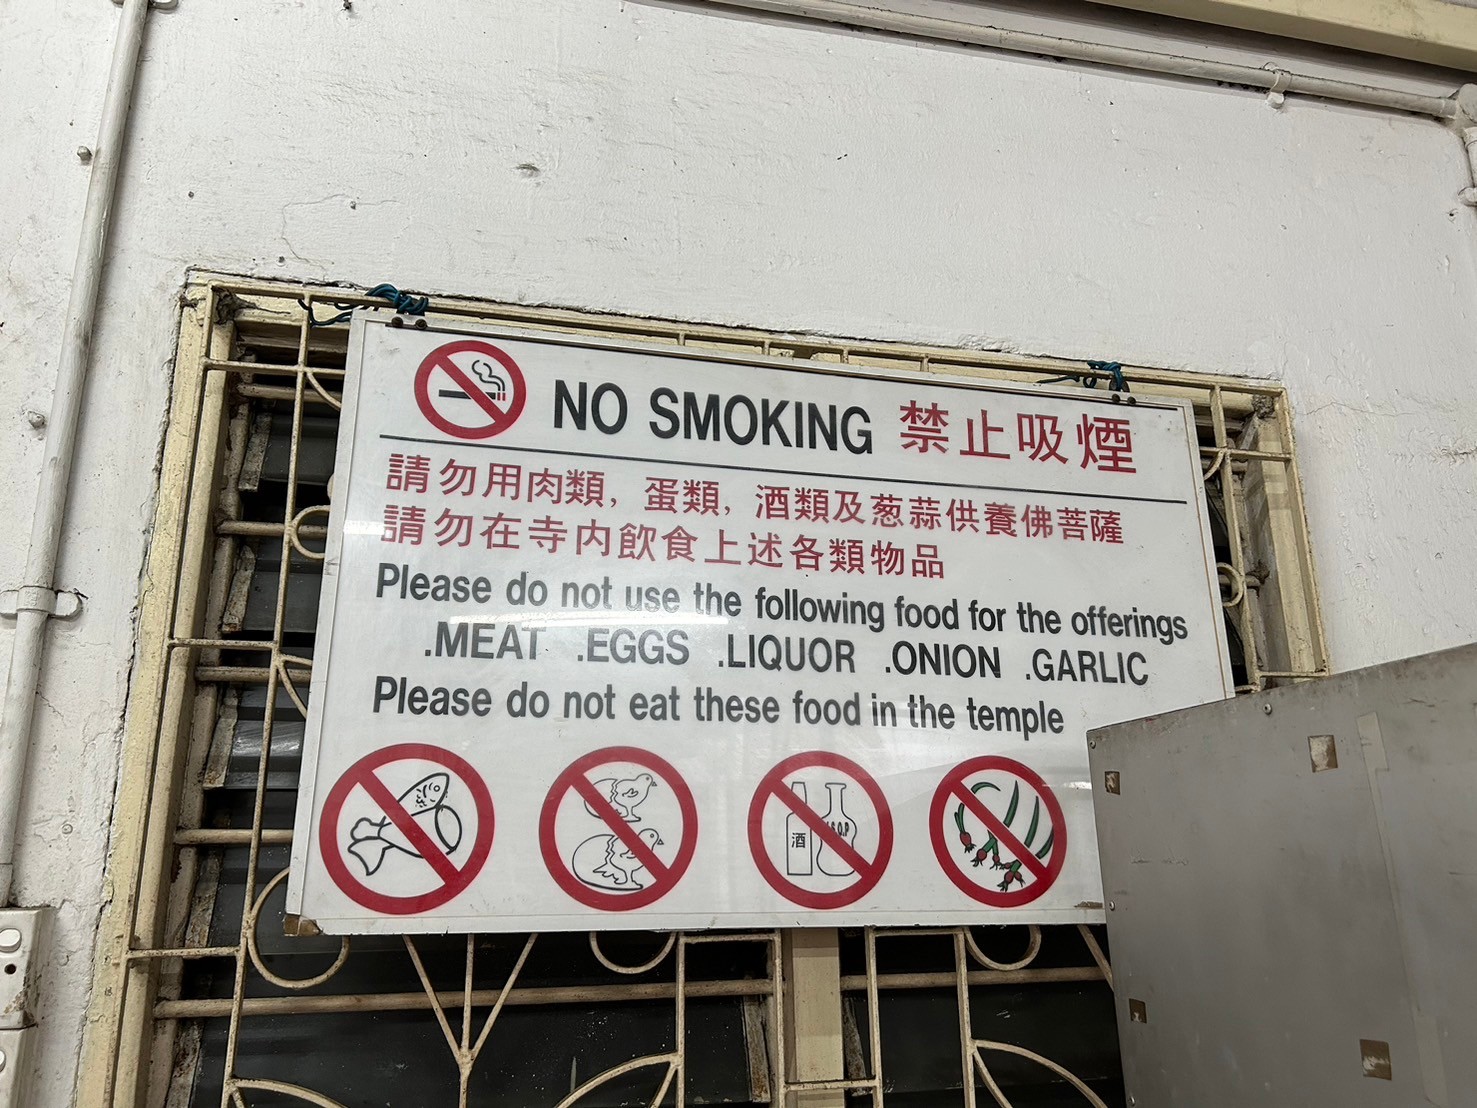 NO SMOKING 禁止吸煙
請勿用肉類, 蛋類, 酒類及葱蒜供養佛菩薩
請勿在寺內飲食上述各類物品
Please do not use the following food for the offerings
.MEAT .EGGS .LIQUOR .ONION .GARLIC
Please do not eat these food in the temple
酒